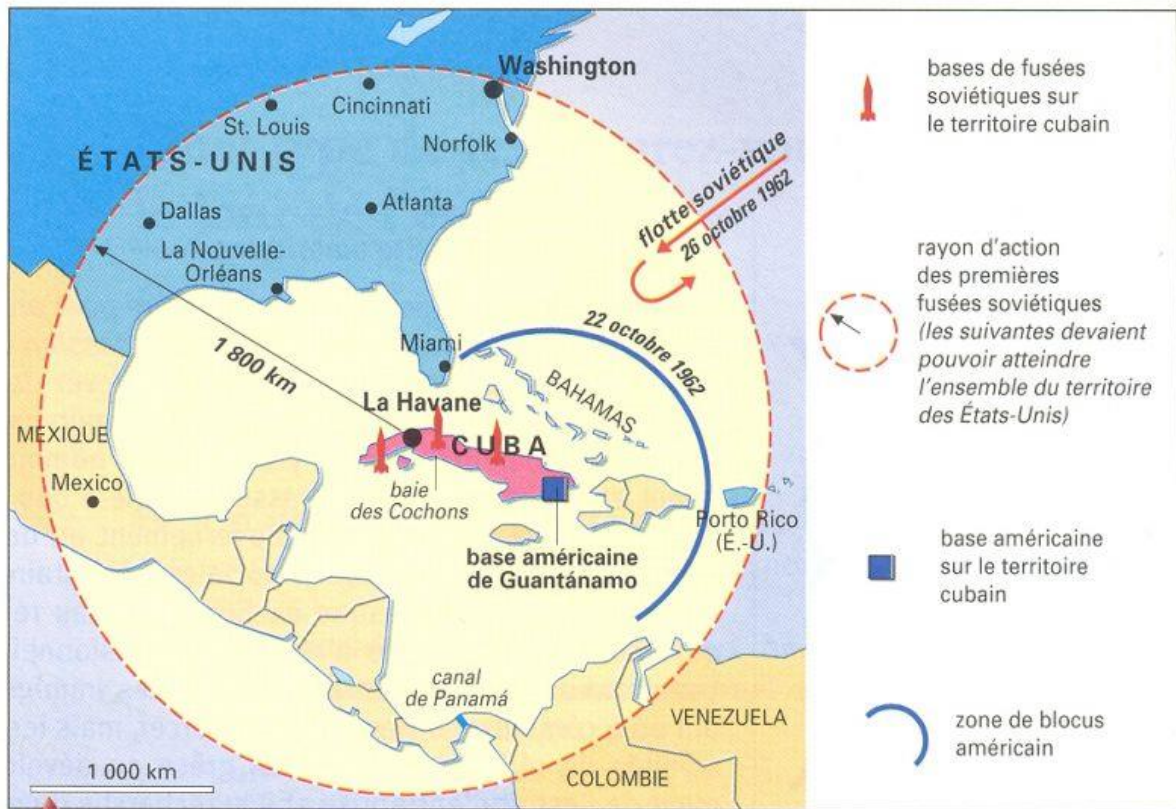 Washington
Cincinnati
St. Louis
Norfolk
ÉTATS-UNIS
Dallas
Atlanta
La Nouvelle-
Orléans
flotte soviétique
26 octobre 1962
1 800 km
Miami
22 octobre 1962
BAHAMAS
La Havane
CUBA
MEXIQUE
Mexico
baie
des Cochons
Porto Rico
(É.-U.)
base américaine
de Guantánamo
canal
de Panamá
VENEZUELA
COLOMBIE
1 000 km
bases de fusées
soviétiques sur
le territoire cubain
rayon d'action
des premières
fusées soviétiques
(les suivantes devaient
pouvoir atteindre
l'ensemble du territoire
des États-Unis)
base américaine
sur le territoire
cubain
zone de blocus
américain